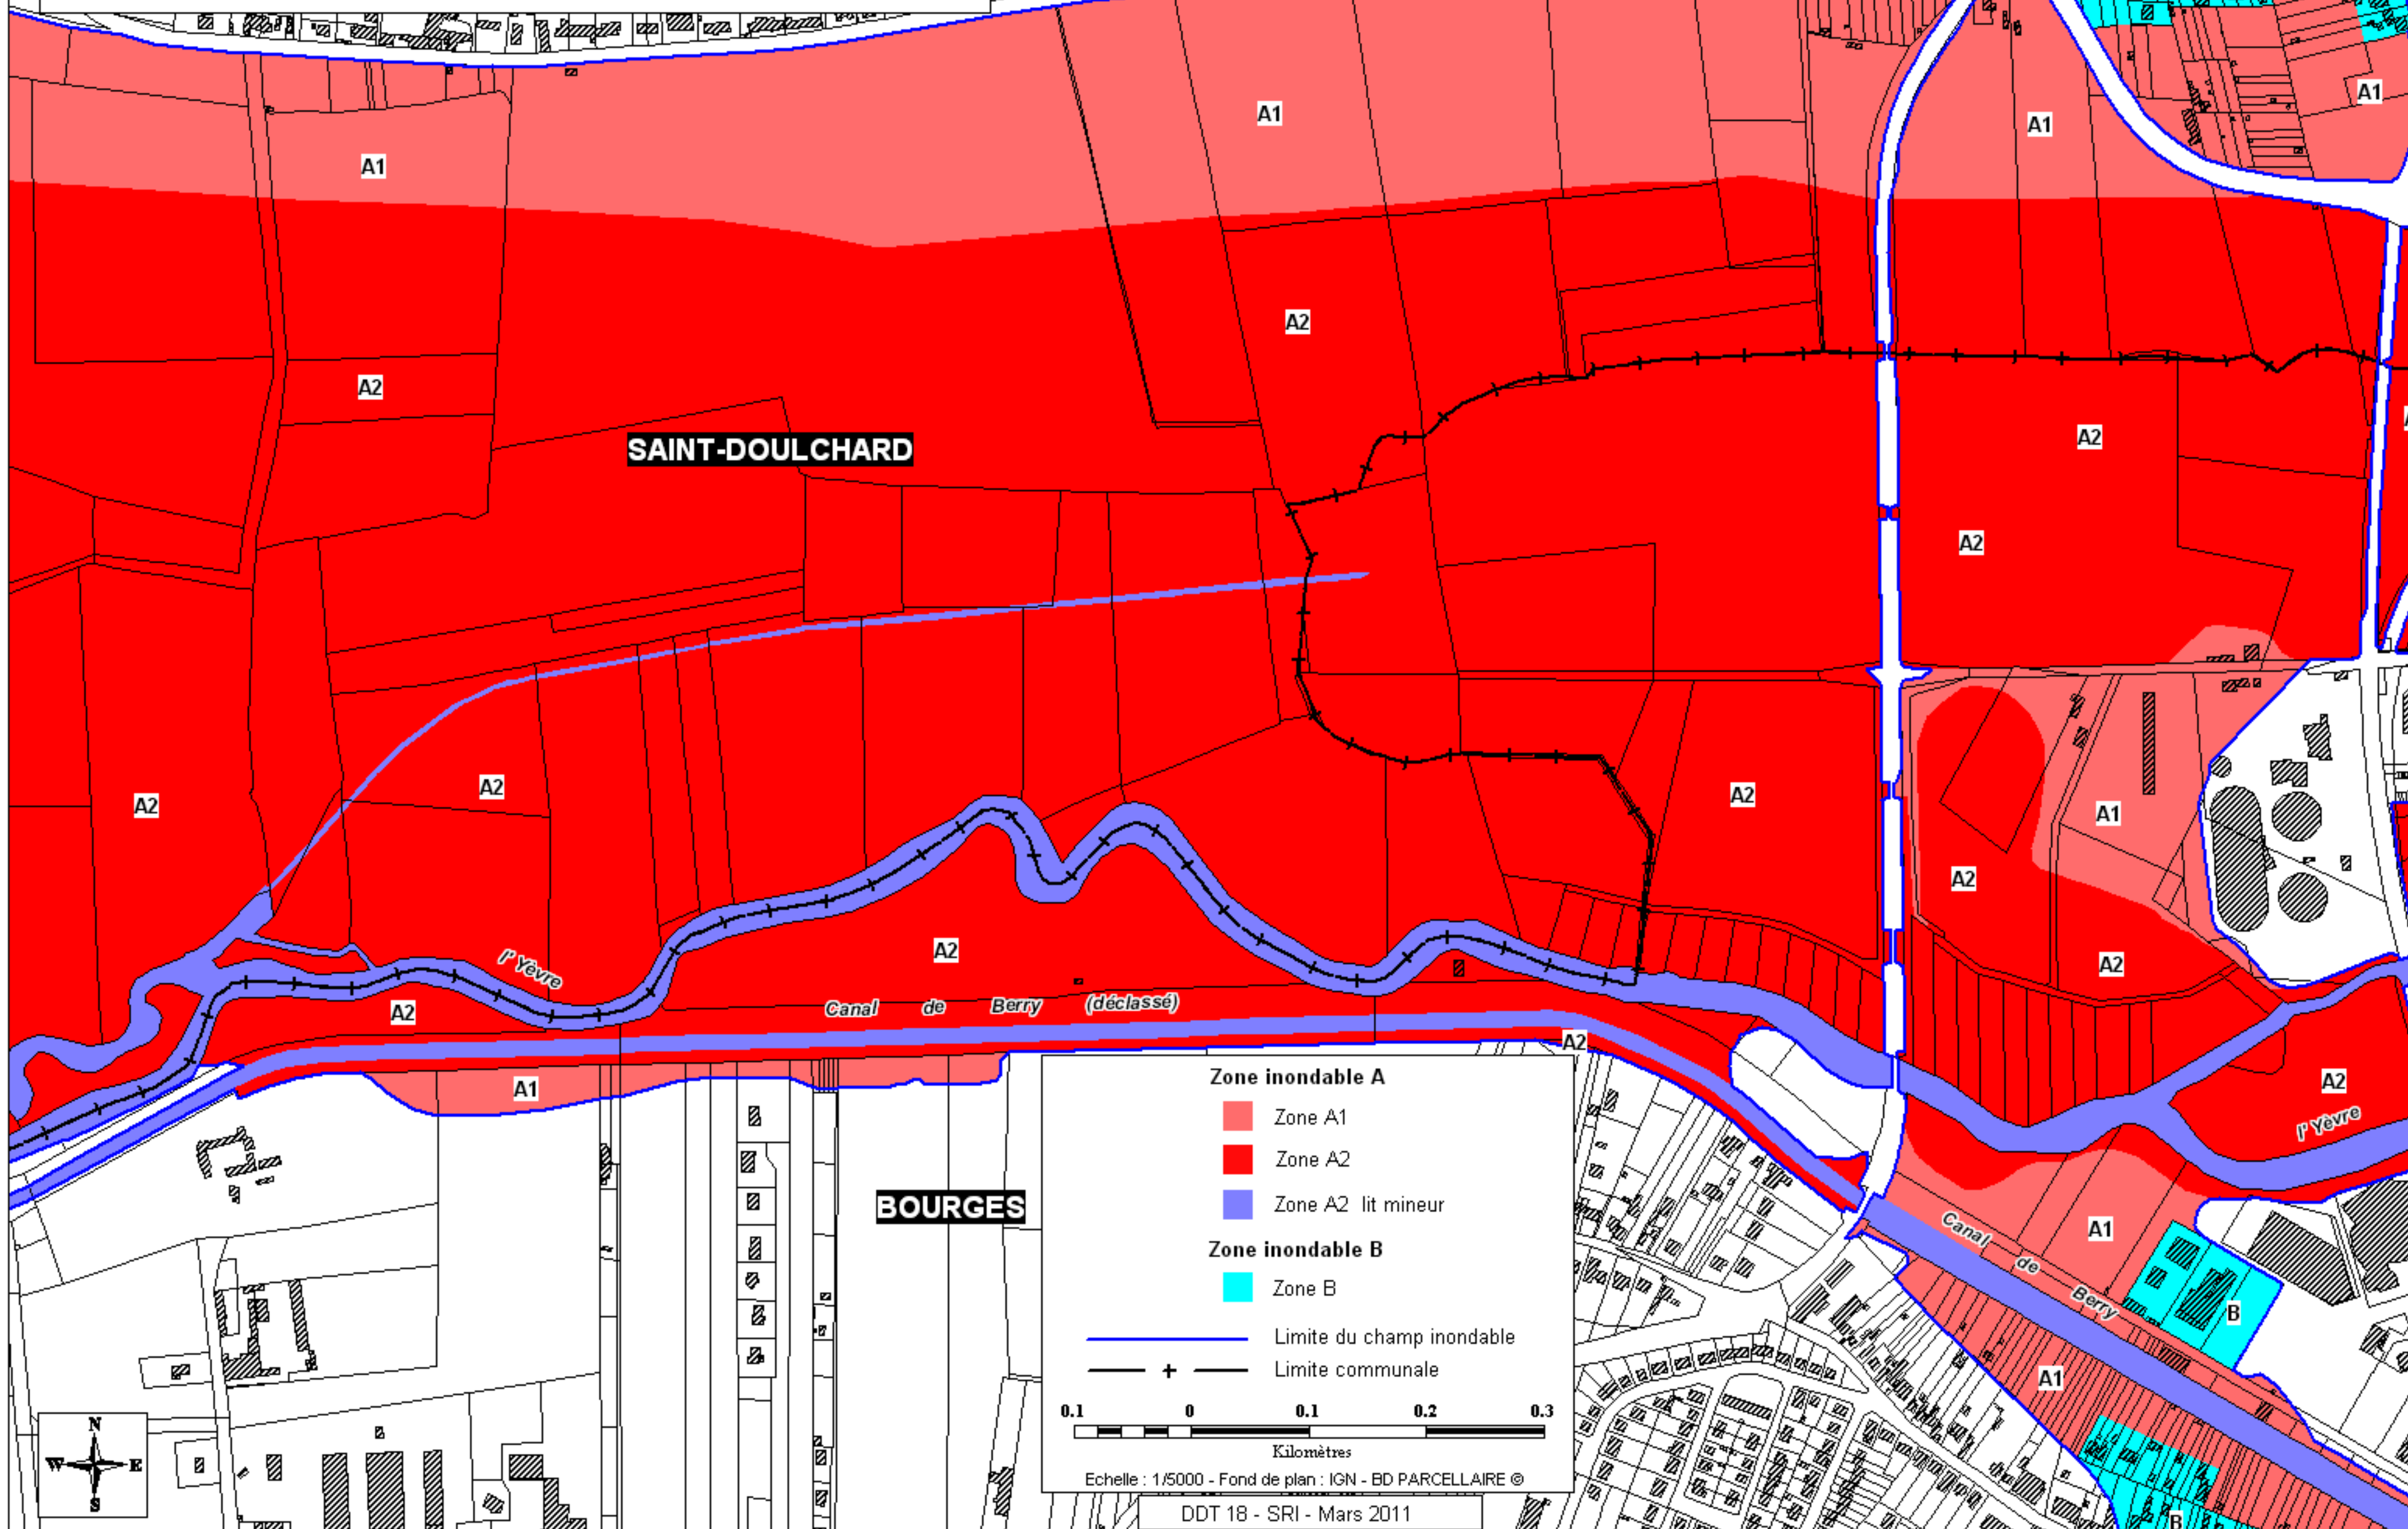 A1
A1
A1
A1
A2
A2
A2
SAINT-DOULCHARD
A2
A2
A2
A2
A1
A2
A2
A2
l'Yèvre
A2
Canal de Berry (déclassé)
A2
A2
A1
l'Yèvre
BOURGES
A1
Canal de Berry
B
A1
B
Zone inondable A
Zone A1
Zone A2
Zone A2 lit mineur
Zone inondable B
Zone B
Limite du champ inondable
Limite communale
0.1 0 0.1 0.2 0.3
Kilomètres
Echelle : 1/5000 - Fond de plan : IGN - BD PARCELLAIRE ©
DDT 18 - SRI - Mars 2011
N
W E
S